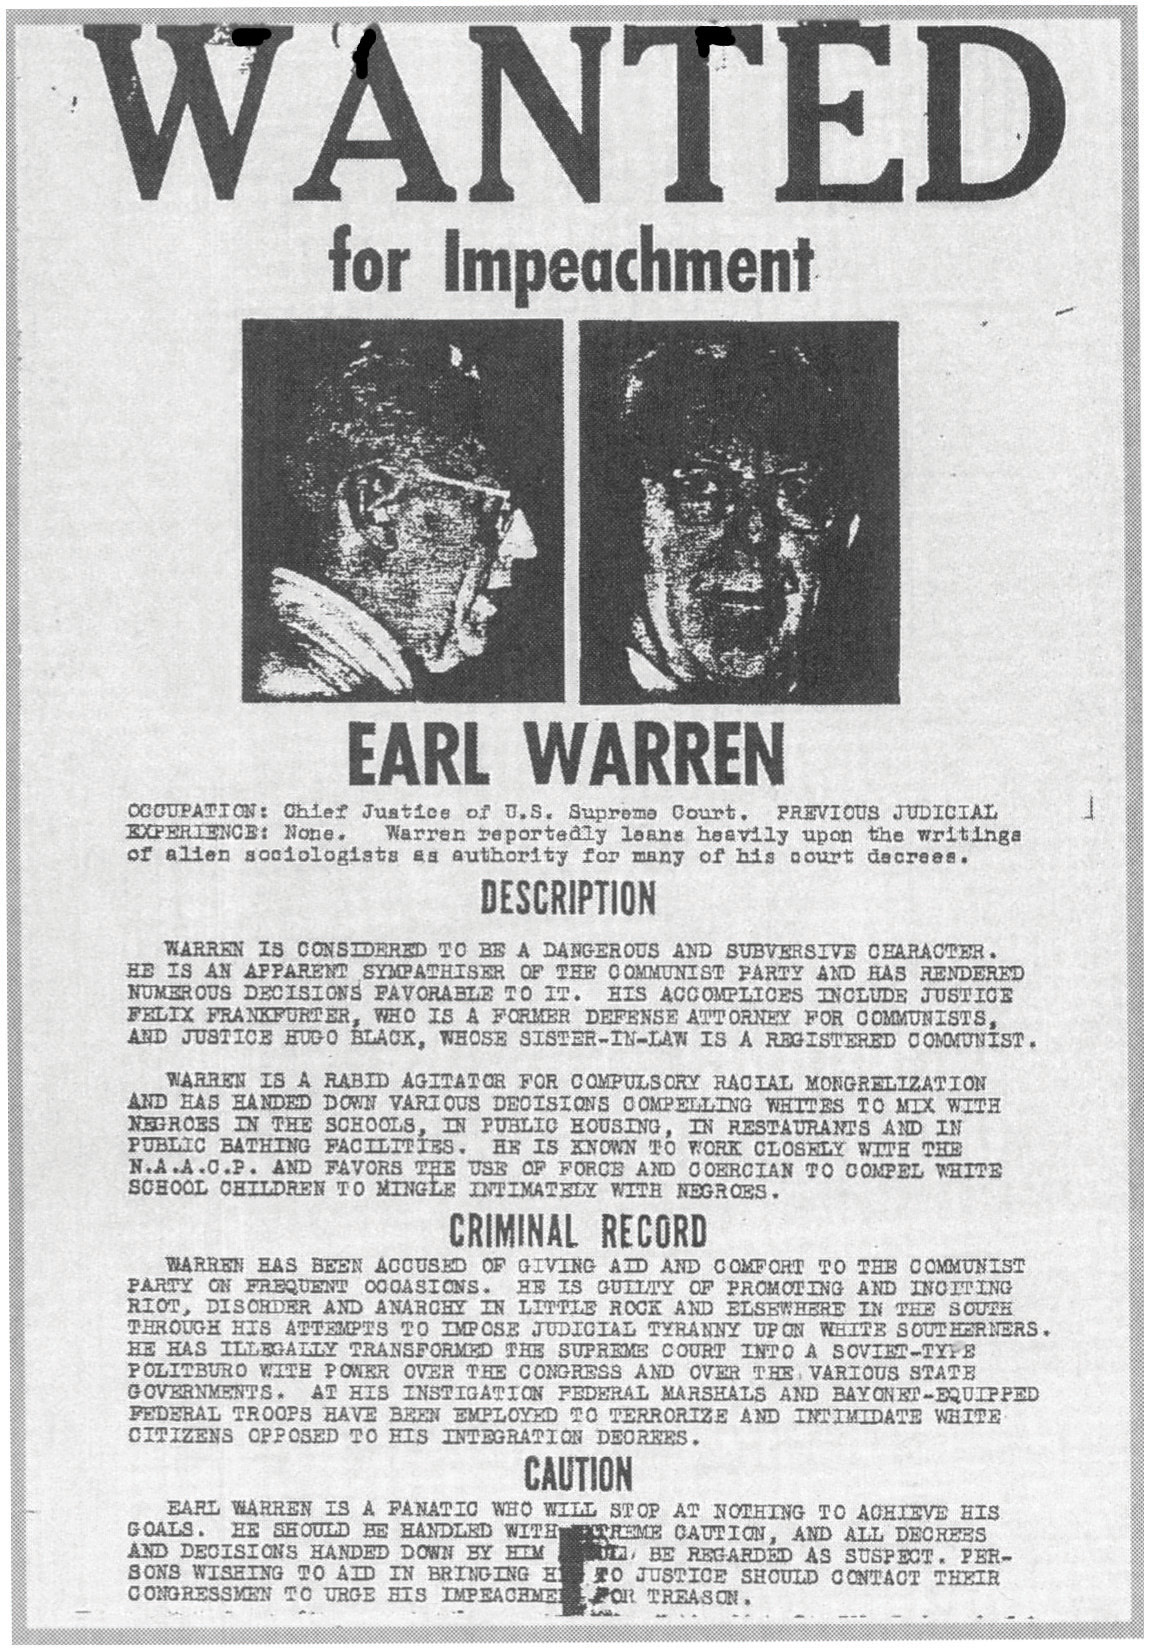 WANTED
for Impeachment
EARL WARREN
OCCUPATION: Chief Justice of U.S. Supreme Court. PREVIOUS JUDICIAL
EXPERIENCE: None. Warren reportedly leans heavily upon the writings
of alien sociologists as authority for many of his court decrees.
DESCRIPTION
WARREN IS CONSIDERED TO BE A DANGEROUS AND SUBVERSIVE CHARACTER.
HE IS AN APPARENT SYMPATHISER OF THE COMMUNIST PARTY AND HAS RENDERED
NUMEROUS DECISIONS FAVORABLE TO IT. HIS ACCOMPLICES INCLUDE JUSTICE
FELIX FRANKFURTER, WHO IS A FORMER DEFENSE ATTORNEY FOR COMMUNISTS,
AND JUSTICE HUGO BLACK, WHOSE SISTER-IN-LAW IS A REGISTERED COMMUNIST.
WARREN IS A RABID AGITATOR FOR COMPULSORY RACIAL MONGRELIZATION
AND HAS HANDED DOWN VARIOUS DECISIONS COMPELLING WHITES TO MIX WITH
NEGROES IN THE SCHOOLS, IN PUBLIC HOUSING, IN RESTAURANTS AND IN
PUBLIC BATHING FACILITIES. HE IS KNOWN TO WORK CLOSELY WITH THE
N.A.A.C.P. AND FAVORS THE USE OF FORCE AND COERCIAN TO COMPEL WHITE
SCHOOL CHILDREN TO MINGLE INTIMATELY WITH NEGROES.
CRIMINAL RECORD
WARREN HAS BEEN ACCUSED OF GIVING AID AND COMFORT TO THE COMMUNIST
PARTY ON FREQUENT OCCASIONS. HE IS GUILTY OF PROMOTING AND INCITING
RIOT, DISORDER AND ANARCHY IN LITTLE ROCK AND ELSEWHERE IN THE SOUTH
THROUGH HIS ATTEMPTS TO IMPOSE JUDICIAL TYRANNY UPON WHITE SOUTHERNERS.
HE HAS ILLEGALLY TRANSFORMED THE SUPREME COURT INTO A SOVIET-TYPE
POLITBURO WITH POWER OVER THE CONGRESS AND OVER THE VARIOUS STATE
GOVERNMENTS. AT HIS INSTIGATION FEDERAL MARSHALS AND BAYONET-EQUIPPED
FEDERAL TROOPS HAVE BEEN EMPLOYED TO TERRORIZE AND INTIMIDATE WHITE
CITIZENS OPPOSED TO HIS INTEGRATION DECREES.
CAUTION
EARL WARREN IS A FANATIC WHO WILL STOP AT NOTHING TO ACHIEVE HIS
GOALS. HE SHOULD BE HANDLED WITH EXTREME CAUTION, AND ALL DECREES
AND DECISIONS HANDED DOWN BY HIM BE REGARDED AS SUSPECT. PER-
SONS WISHING TO AID IN BRINGING HIM TO JUSTICE SHOULD CONTACT THEIR
CONGRESSMEN TO URGE HIS IMPEACHMENT FOR TREASON.